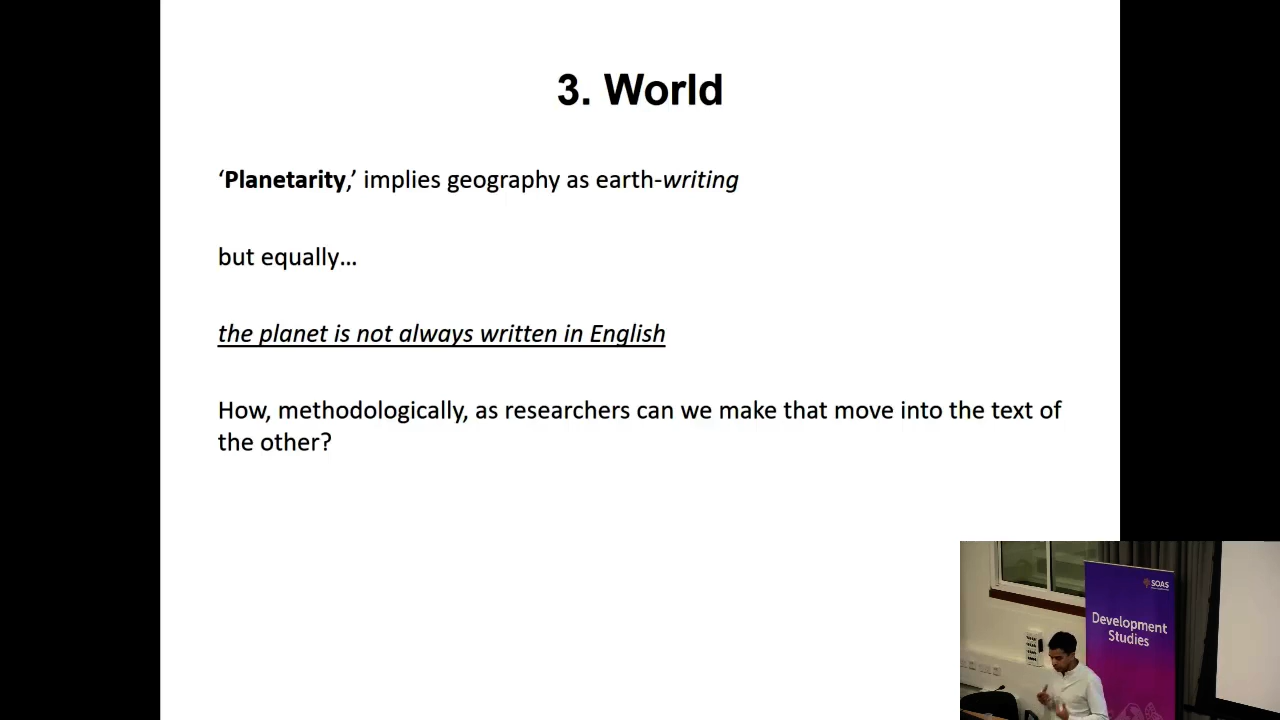 3. World
‘Planetarity,’ implies geography as earth-writing
but equally…
the planet is not always written in English
How, methodologically, as researchers can we make that move into the text of
the other?
SOAS
Development
Studies